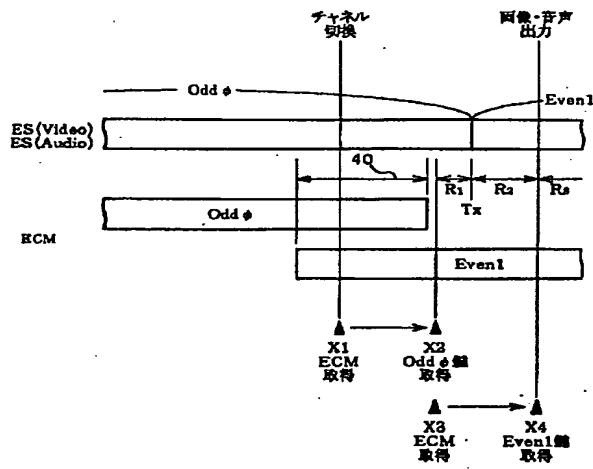 チャネル
切換
画像・音声
出力
Odd φ
Even1
ES(Video)
ES(Audio)
40
R1
R2
R3
Tx
Odd φ
ECM
Even1
X1
ECM
取得
X2
Odd φ鍵
取得
X3
ECM
取得
X4
Even1鍵
取得